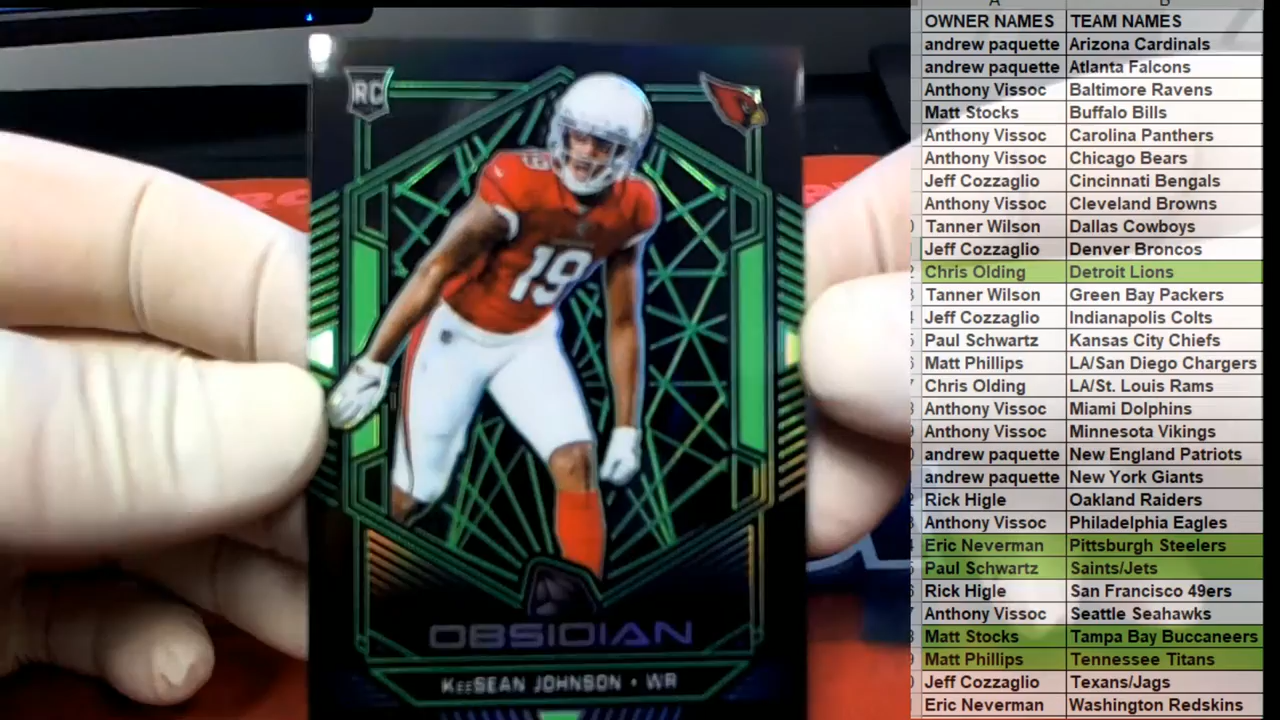 RC
19
19
OBSIDIAN
KeeSEAN JOHNSON • WR
A B
OWNER NAMES TEAM NAMES
andrew paquette Arizona Cardinals
andrew paquette Atlanta Falcons
Anthony Vissoc Baltimore Ravens
Matt Stocks Buffalo Bills
Anthony Vissoc Carolina Panthers
Anthony Vissoc Chicago Bears
Jeff Cozzaglio Cincinnati Bengals
Anthony Vissoc Cleveland Browns
Tanner Wilson Dallas Cowboys
Jeff Cozzaglio Denver Broncos
Chris Olding Detroit Lions
Tanner Wilson Green Bay Packers
Jeff Cozzaglio Indianapolis Colts
Paul Schwartz Kansas City Chiefs
Matt Phillips LA/San Diego Chargers
Chris Olding LA/St. Louis Rams
Anthony Vissoc Miami Dolphins
Anthony Vissoc Minnesota Vikings
andrew paquette New England Patriots
andrew paquette New York Giants
Rick Higle Oakland Raiders
Anthony Vissoc Philadelphia Eagles
Eric Neverman Pittsburgh Steelers
Paul Schwartz Saints/Jets
Rick Higle San Francisco 49ers
Anthony Vissoc Seattle Seahawks
Matt Stocks Tampa Bay Buccaneers
Matt Phillips Tennessee Titans
Jeff Cozzaglio Texans/Jags
Eric Neverman Washington Redskins